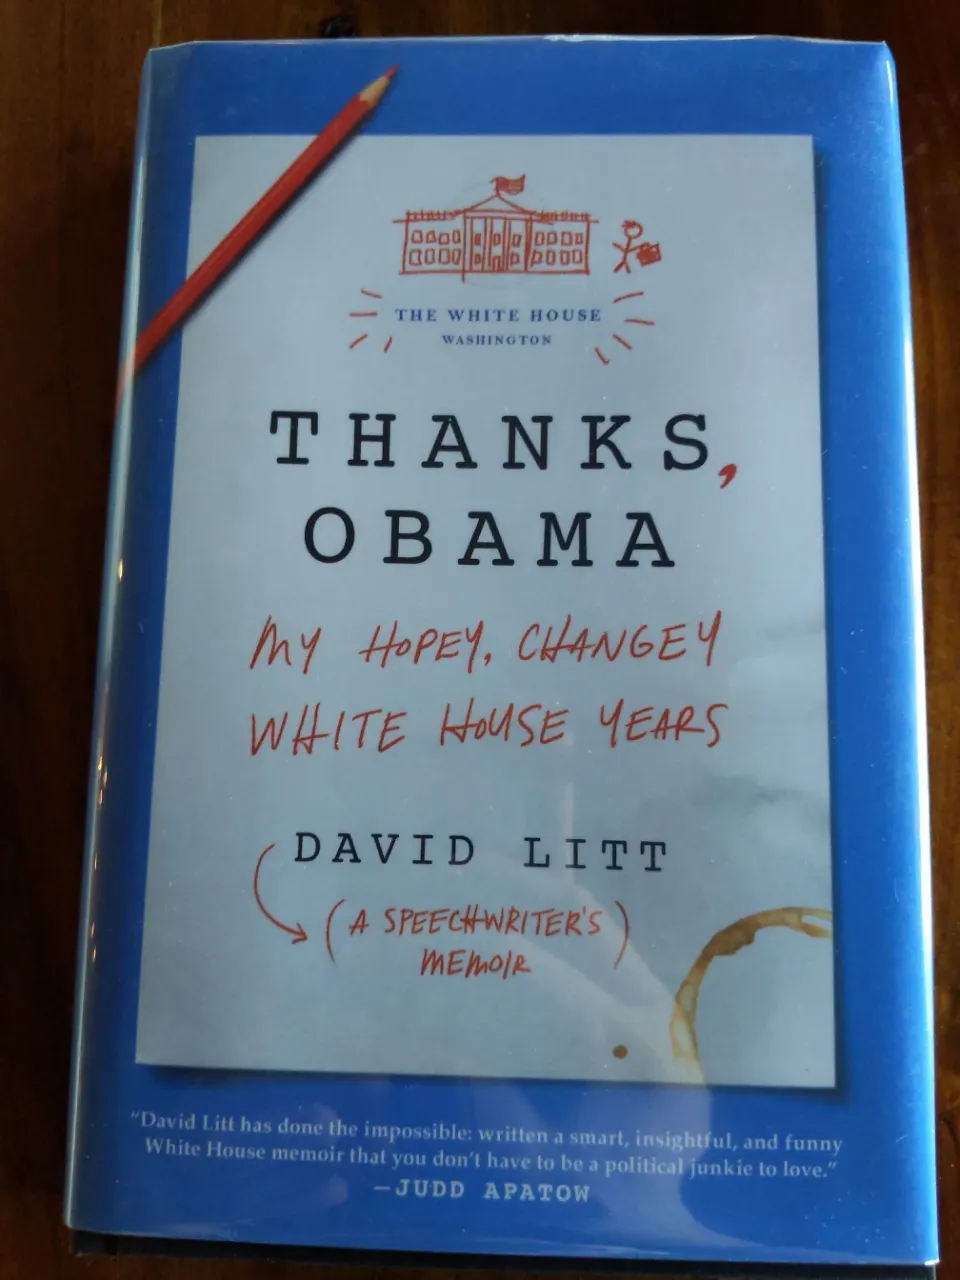 THE WHITE HOUSE
WASHINGTON
THANKS,
OBAMA
MY HOPEY, CHANGEY
WHITE HOUSE YEARS
DAVID LITT
(A SPEECHWRITER'S)
MEMOIR
“David Litt has done the impossible: written a smart, insightful, and funny
White House memoir that you don’t have to be a political junkie to love.”
—JUDD APATOW